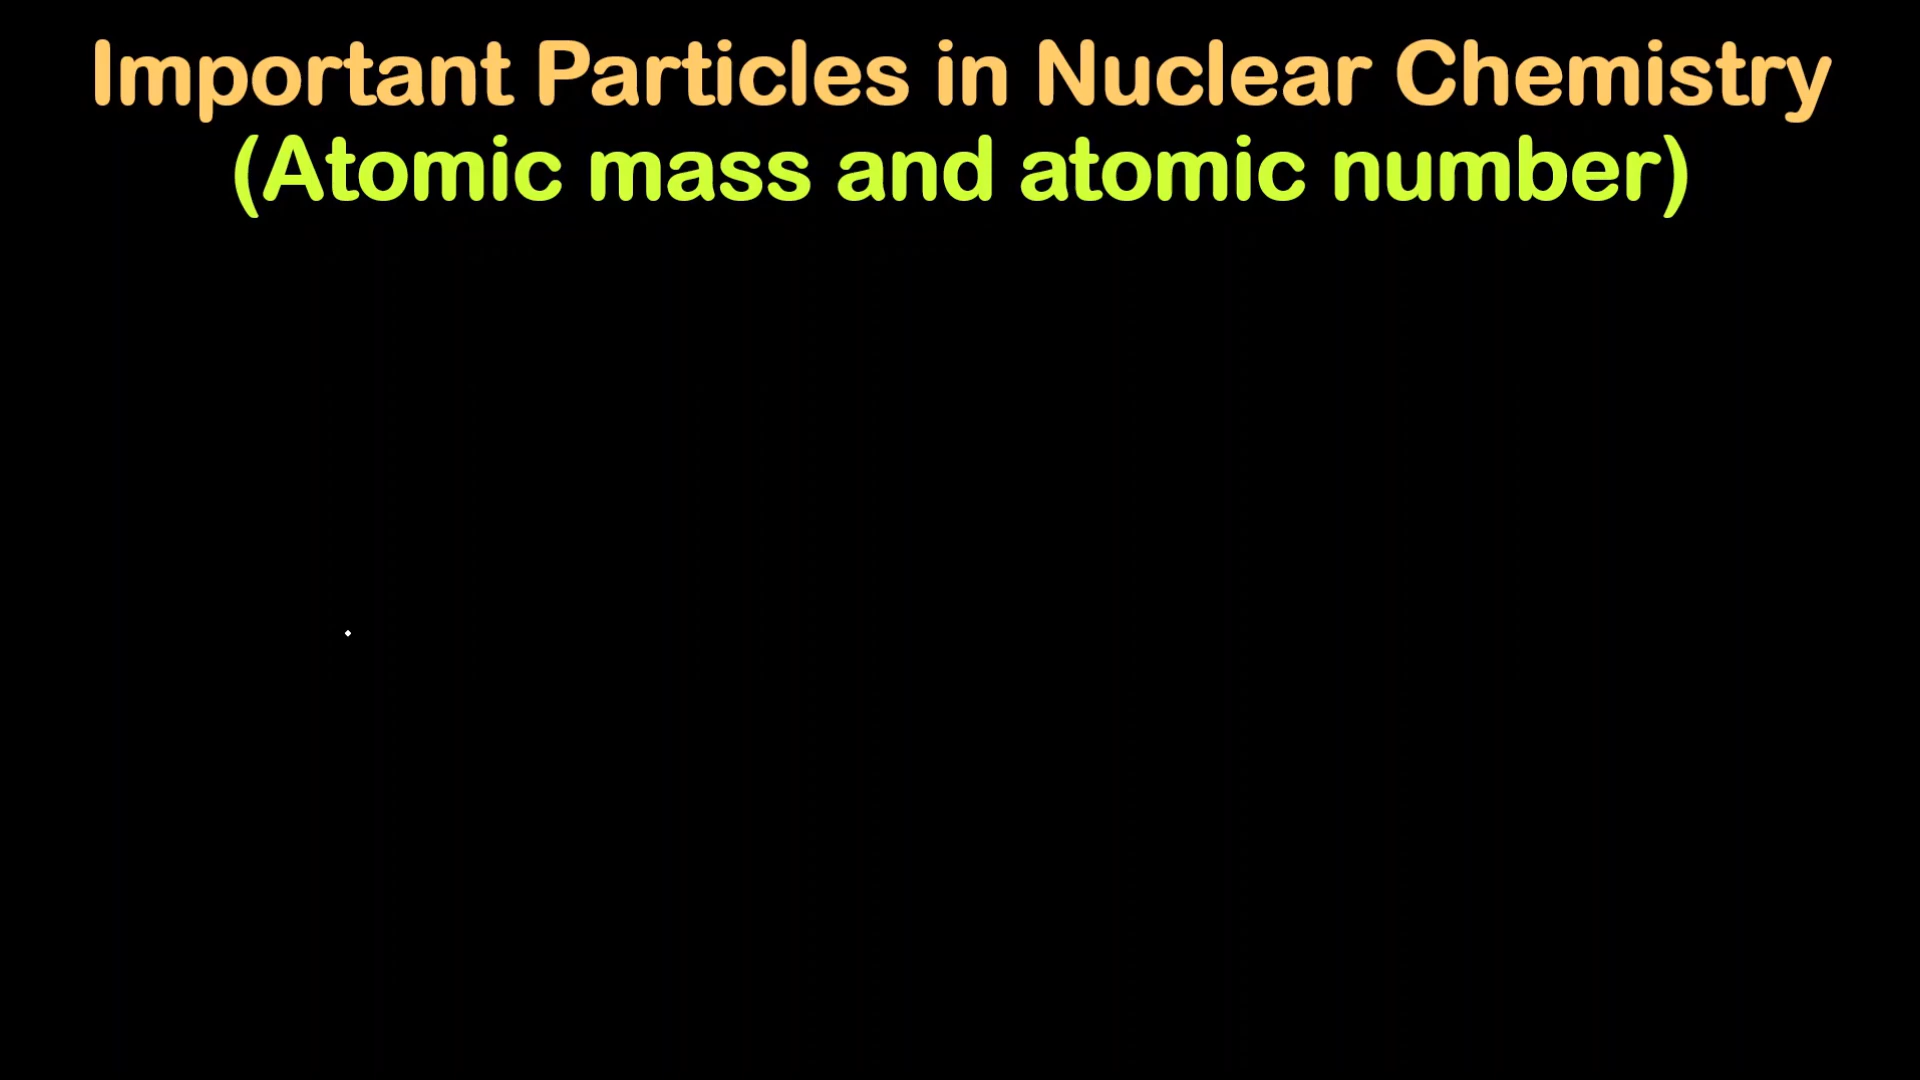 Important Particles in Nuclear Chemistry
(Atomic mass and atomic number)